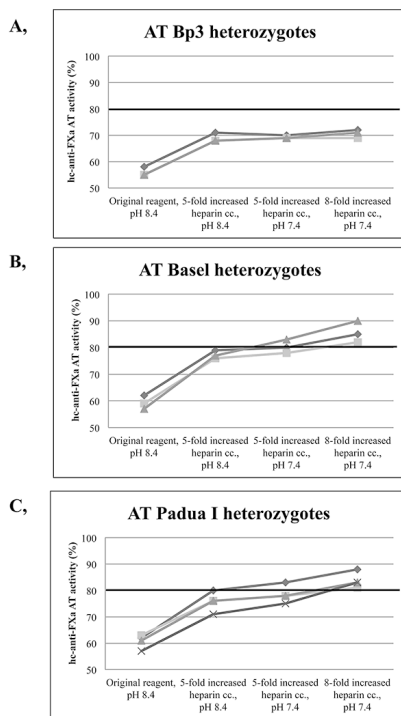 A,
AT Bp3 heterozygotes
hc-anti-FXa AT activity (%)
100
90
80
70
60
50
Original reagent, pH 8.4
5-fold increased heparin cc., pH 8.4
5-fold increased heparin cc., pH 7.4
8-fold increased heparin cc., pH 7.4
B,
AT Basel heterozygotes
hc-anti-FXa AT activity (%)
100
90
80
70
60
50
Original reagent, pH 8.4
5-fold increased heparin cc., pH 8.4
5-fold increased heparin cc., pH 7.4
8-fold increased heparin cc., pH 7.4
C,
AT Padua I heterozygotes
hc-anti-FXa AT activity (%)
100
90
80
70
60
50
Original reagent, pH 8.4
5-fold increased heparin cc., pH 8.4
5-fold increased heparin cc., pH 7.4
8-fold increased heparin cc., pH 7.4